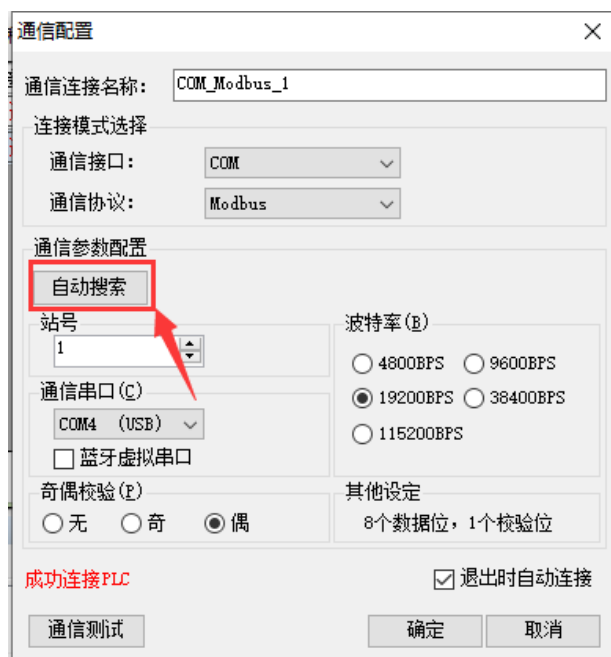 通信配置
通信连接名称： COM_Modbus_1
连接模式选择
通信接口： COM
通信协议： Modbus
通信参数配置
自动搜索
站号
1
通信串口(C)
COM4 (USB)
蓝牙虚拟串口
奇偶校验(P)
无 奇 偶
波特率(B)
4800BPS 9600BPS
19200BPS 38400BPS
115200BPS
其他设定
8个数据位，1个校验位
成功连接PLC
退出时自动连接
通信测试 确定 取消